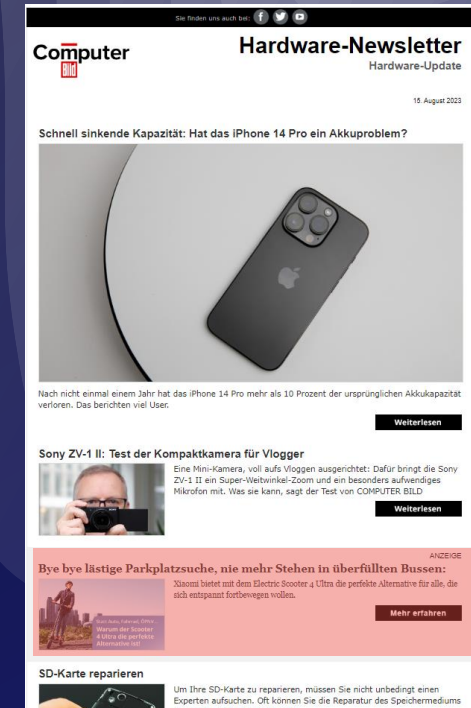 Sie finden uns auch bei:
Computer
Bild
Hardware-Newsletter
Hardware-Update
15. August 2023
Schnell sinkende Kapazität: Hat das iPhone 14 Pro ein Akkuproblem?
Nach nicht einmal einem Jahr hat das iPhone 14 Pro mehr als 10 Prozent der ursprünglichen Akkukapazität
verloren. Das berichten viel User.
Weiterlesen
Sony ZV-1 II: Test der Kompaktkamera für Vlogger
Eine Mini-Kamera, voll aufs Vloggen ausgerichtet: Dafür bringt die Sony
ZV-1 II ein Super-Weitwinkel-Zoom und ein besonders aufwendiges
Mikrofon mit. Was sie kann, sagt der Test von COMPUTER BILD
Weiterlesen
ANZEIGE
Bye bye lästige Parkplatzsuche, nie mehr Stehen in überfüllten Bussen:
Xiaomi bietet mit dem Electric Scooter 4 Ultra die perfekte Alternative für alle, die
sich entspannt fortbewegen wollen.
Warum der Scooter
4 Ultra die perfekte
Alternative ist!
Mehr erfahren
SD-Karte reparieren
Um Ihre SD-Karte zu reparieren, müssen Sie nicht unbedingt einen
Experten aufsuchen. Oft können Sie die Reparatur des Speichermediums